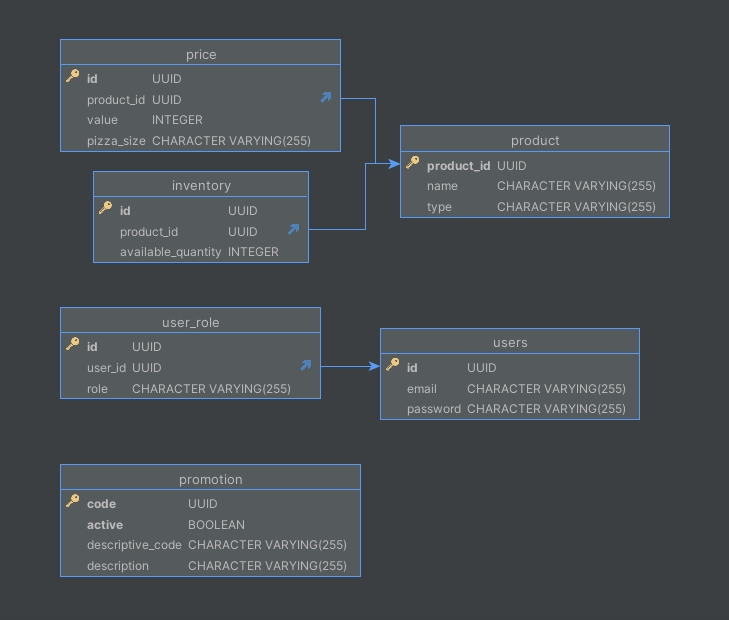 price
id UUID
product_id UUID
value INTEGER
pizza_size CHARACTER VARYING(255)
product
product_id UUID
name CHARACTER VARYING(255)
type CHARACTER VARYING(255)
inventory
id UUID
product_id UUID
available_quantity INTEGER
user_role
id UUID
user_id UUID
role CHARACTER VARYING(255)
users
id UUID
email CHARACTER VARYING(255)
password CHARACTER VARYING(255)
promotion
code UUID
active BOOLEAN
descriptive_code CHARACTER VARYING(255)
description CHARACTER VARYING(255)